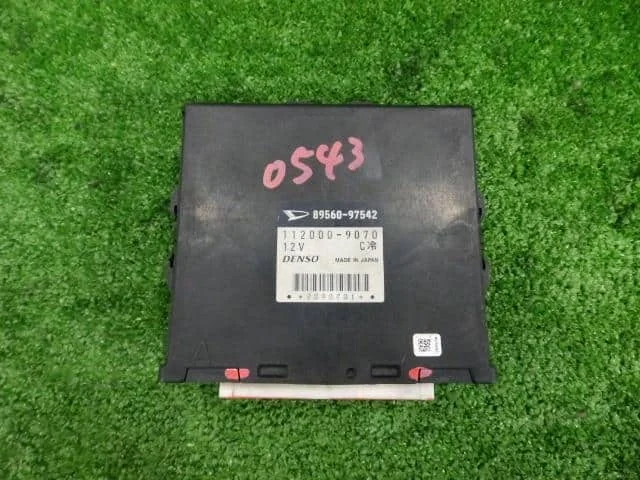 0543
89560-97542
112000-9070
12V C冷
DENSO MADE IN JAPAN